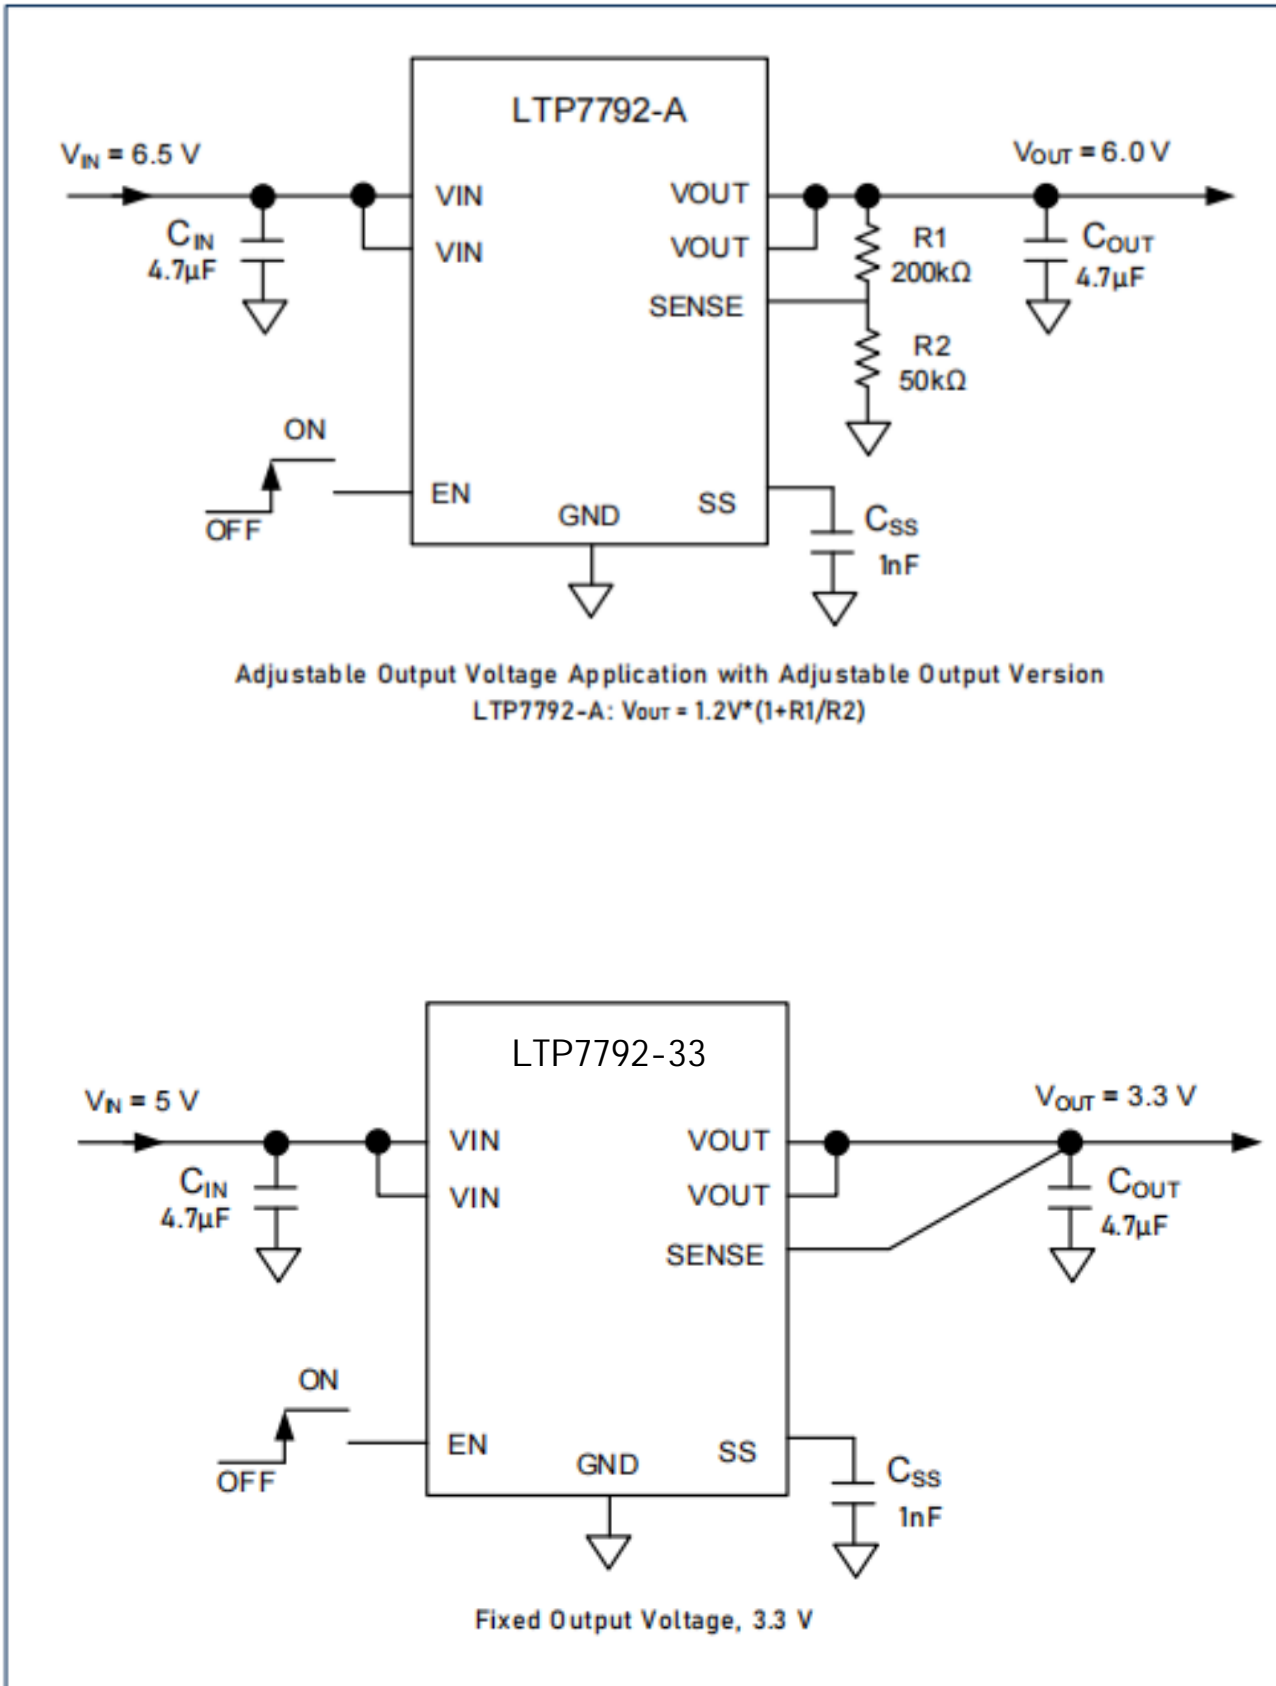 LTP7792-A
VIN = 6.5 V
VOUT = 6.0 V
VIN
VOUT
CIN
4.7µF
VIN
VOUT
R1
200kΩ
COUT
4.7µF
SENSE
R2
50kΩ
ON
OFF
EN
GND
SS
CSS
1nF
Adjustable Output Voltage Application with Adjustable Output Version
LTP7792-A: VOUT = 1.2V*(1+R1/R2)
LTP7792-33
VIN = 5 V
VOUT = 3.3 V
VIN
VOUT
CIN
4.7µF
VIN
VOUT
COUT
4.7µF
SENSE
ON
OFF
EN
GND
SS
CSS
1nF
Fixed Output Voltage, 3.3 V